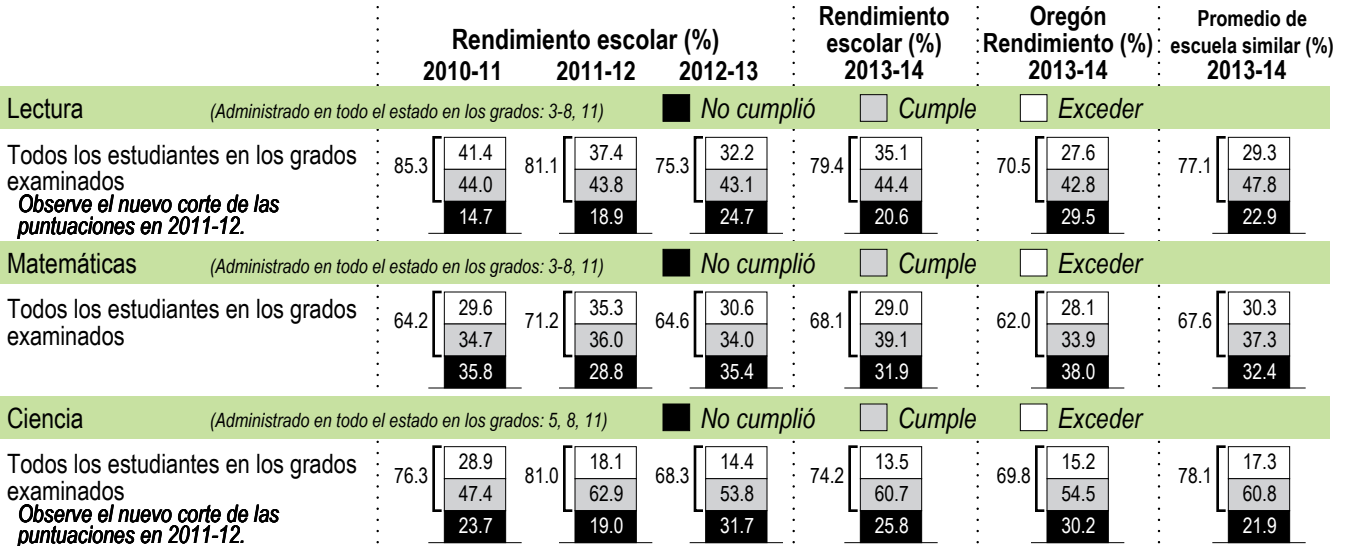 Rendimiento escolar (%)
2010-11 2011-12 2012-13
Rendimiento
escolar (%)
2013-14
Oregón
Rendimiento (%)
2013-14
Promedio de
escuela similar (%)
2013-14
Lectura (Administrado en todo el estado en los grados: 3-8, 11) No cumplió Cumple Exceder
Todos los estudiantes en los grados
examinados
Observe el nuevo corte de las
puntuaciones en 2011-12.
85.3 41.4 81.1 37.4 75.3 32.2 79.4 35.1 70.5 27.6 77.1 29.3
44.0 43.8 43.1 44.4 42.8 47.8
14.7 18.9 24.7 20.6 29.5 22.9
Matemáticas (Administrado en todo el estado en los grados: 3-8, 11) No cumplió Cumple Exceder
Todos los estudiantes en los grados
examinados
64.2 29.6 71.2 35.3 64.6 30.6 68.1 29.0 62.0 28.1 67.6 30.3
34.7 36.0 34.0 39.1 33.9 37.3
35.8 28.8 35.4 31.9 38.0 32.4
Ciencia (Administrado en todo el estado en los grados: 5, 8, 11) No cumplió Cumple Exceder
Todos los estudiantes en los grados
examinados
Observe el nuevo corte de las
puntuaciones en 2011-12.
76.3 28.9 81.0 18.1 68.3 14.4 74.2 13.5 69.8 15.2 78.1 17.3
47.4 62.9 53.8 60.7 54.5 60.8
23.7 19.0 31.7 25.8 30.2 21.9